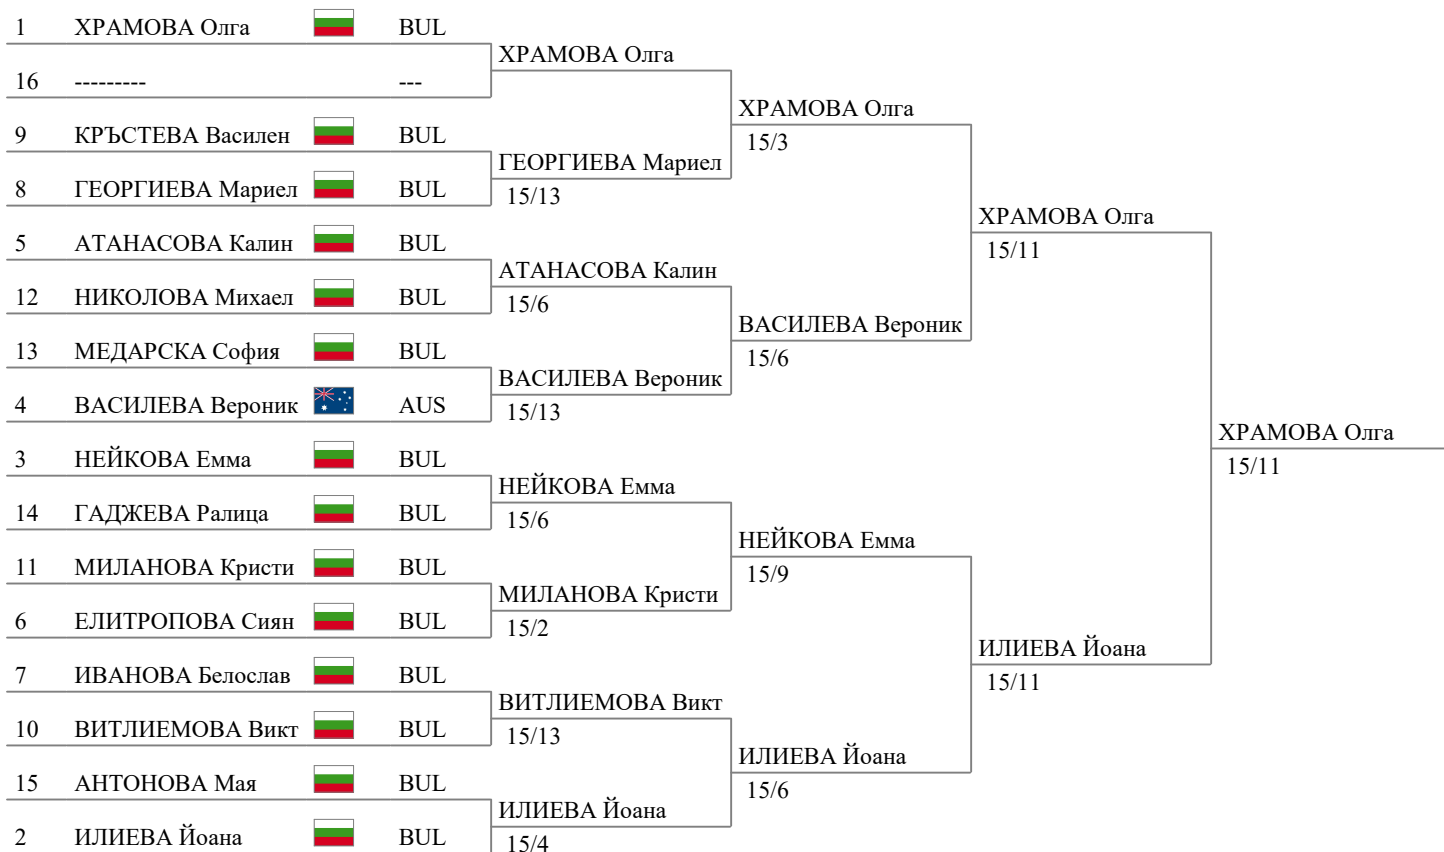 1 ХРАМОВА Олга BUL
ХРАМОВА Олга
16 --------- ---
ХРАМОВА Олга
9 КРЪСТЕВА Василен BUL
15/3
ГЕОРГИЕВА Мариел
8 ГЕОРГИЕВА Мариел BUL
15/13
ХРАМОВА Олга
5 АТАНАСОВА Калин BUL
15/11
АТАНАСОВА Калин
12 НИКОЛОВА Михаел BUL
15/6
ВАСИЛЕВА Вероник
13 МЕДАРСКА София BUL
15/6
ВАСИЛЕВА Вероник
4 ВАСИЛЕВА Вероник AUS
15/13
ХРАМОВА Олга
3 НЕЙКОВА Емма BUL
15/11
НЕЙКОВА Емма
14 ГАДЖЕВА Ралица BUL
15/6
НЕЙКОВА Емма
11 МИЛАНОВА Кристи BUL
15/9
МИЛАНОВА Кристи
6 ЕЛИТРОПОВА Сиян BUL
15/2
ИЛИЕВА Йоана
7 ИВАНОВА Белослав BUL
15/11
ВИТЛИЕМОВА Викт
10 ВИТЛИЕМОВА Викт BUL
15/13
ИЛИЕВА Йоана
15 АНТОНОВА Мая BUL
15/6
ИЛИЕВА Йоана
2 ИЛИЕВА Йоана BUL
15/4